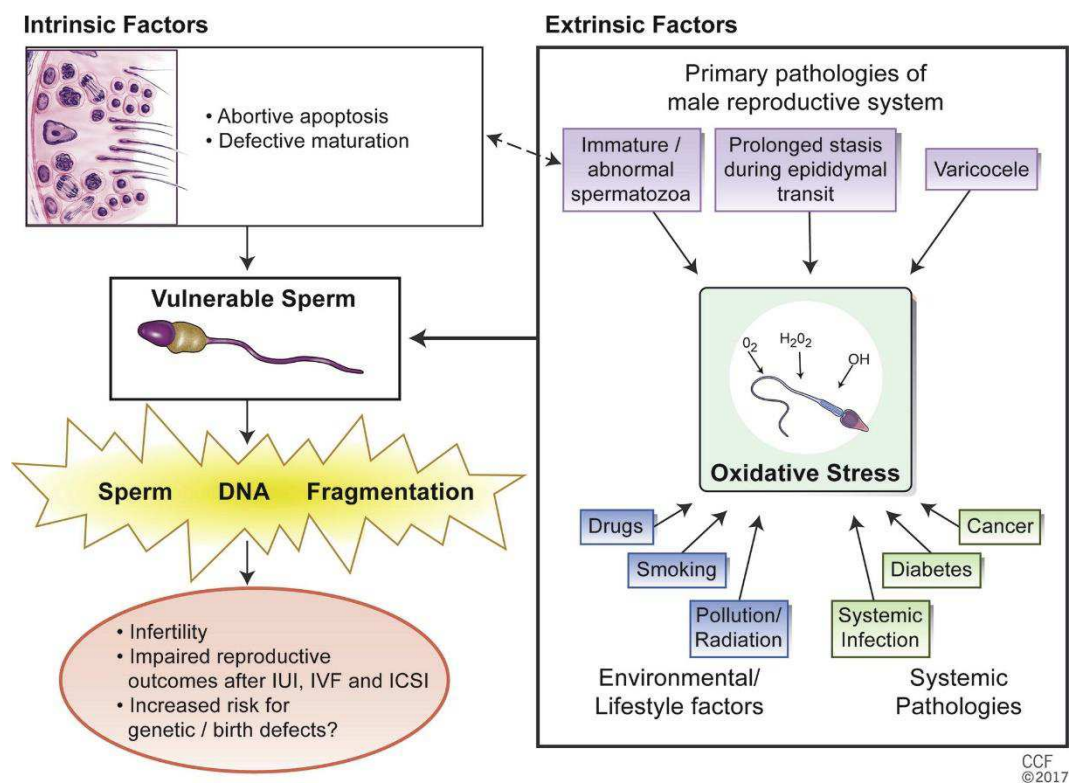 Intrinsic Factors
• Abortive apoptosis
• Defective maturation
Vulnerable Sperm
Sperm DNA Fragmentation
• Infertility
• Impaired reproductive
outcomes after IUI, IVF and ICSI
• Increased risk for
genetic / birth defects?
Extrinsic Factors
Primary pathologies of
male reproductive system
Immature /
abnormal
spermatozoa
Prolonged stasis
during epididymal
transit
Varicocele
O2
H2O2
OH
Oxidative Stress
Drugs
Smoking
Pollution/
Radiation
Environmental/
Lifestyle factors
Cancer
Diabetes
Systemic
Infection
Systemic
Pathologies
CCF
©2017